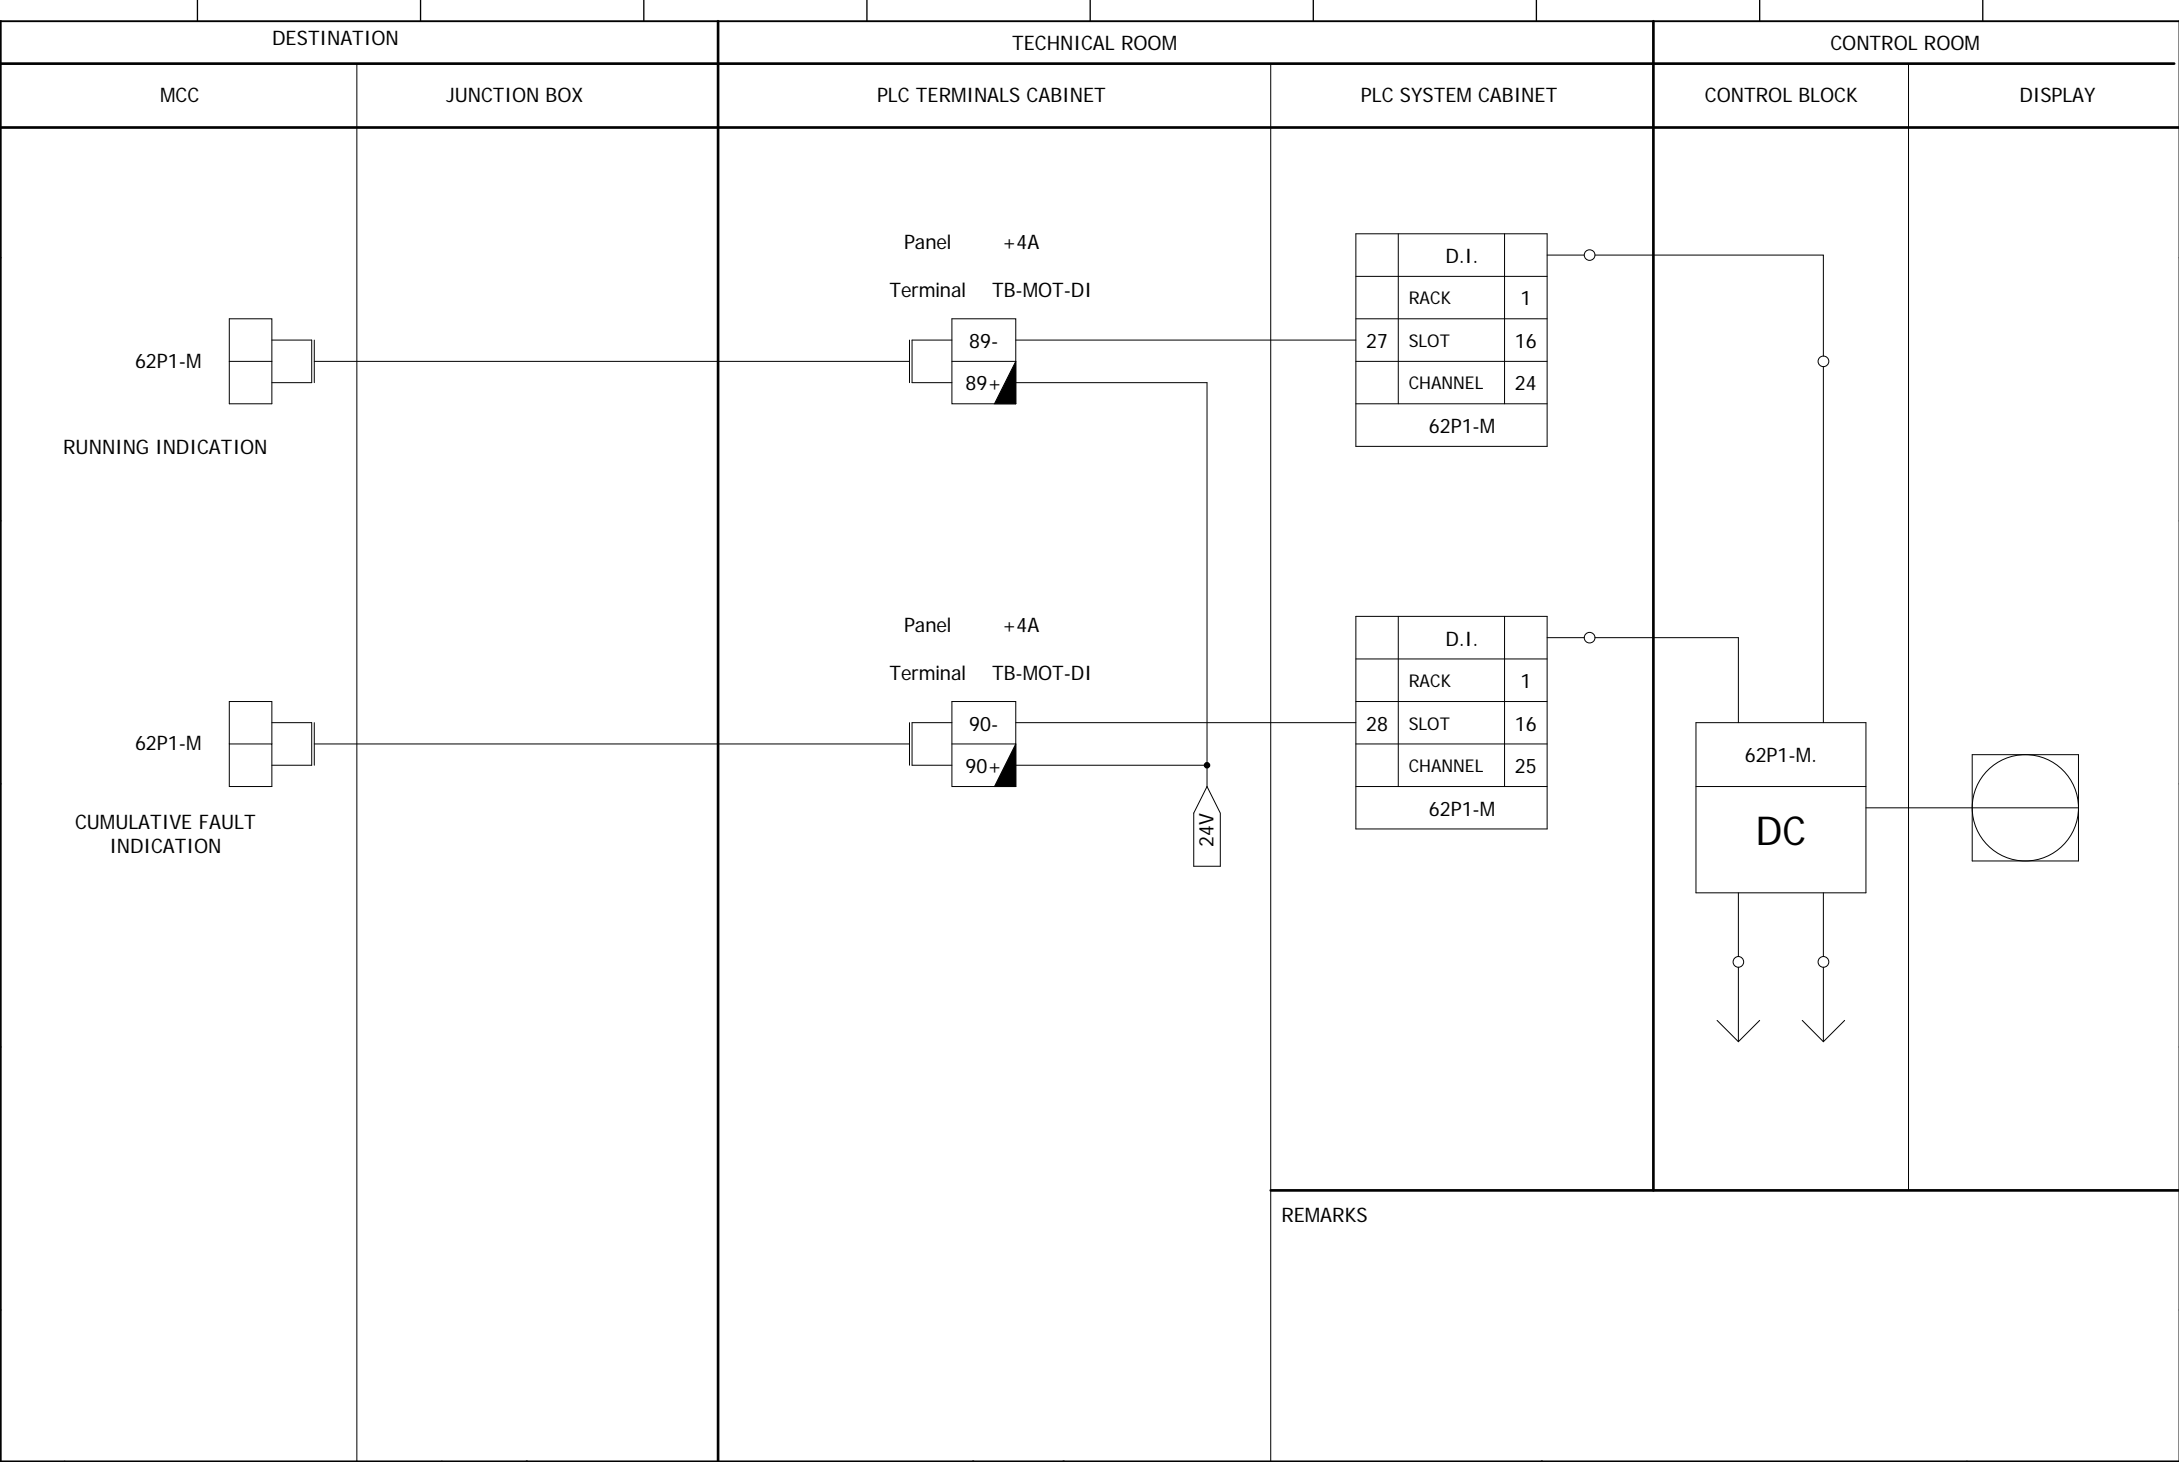 DESTINATION
TECHNICAL ROOM
CONTROL ROOM
MCC
JUNCTION BOX
PLC TERMINALS CABINET
PLC SYSTEM CABINET
CONTROL BLOCK
DISPLAY
62P1-M
RUNNING INDICATION
Panel +4A
Terminal TB-MOT-DI
89-
89+
D.I.
RACK 1
27 SLOT 16
CHANNEL 24
62P1-M
62P1-M
CUMULATIVE FAULT
INDICATION
Panel +4A
Terminal TB-MOT-DI
90-
90+
24V
D.I.
RACK 1
28 SLOT 16
CHANNEL 25
62P1-M
62P1-M.
DC
REMARKS